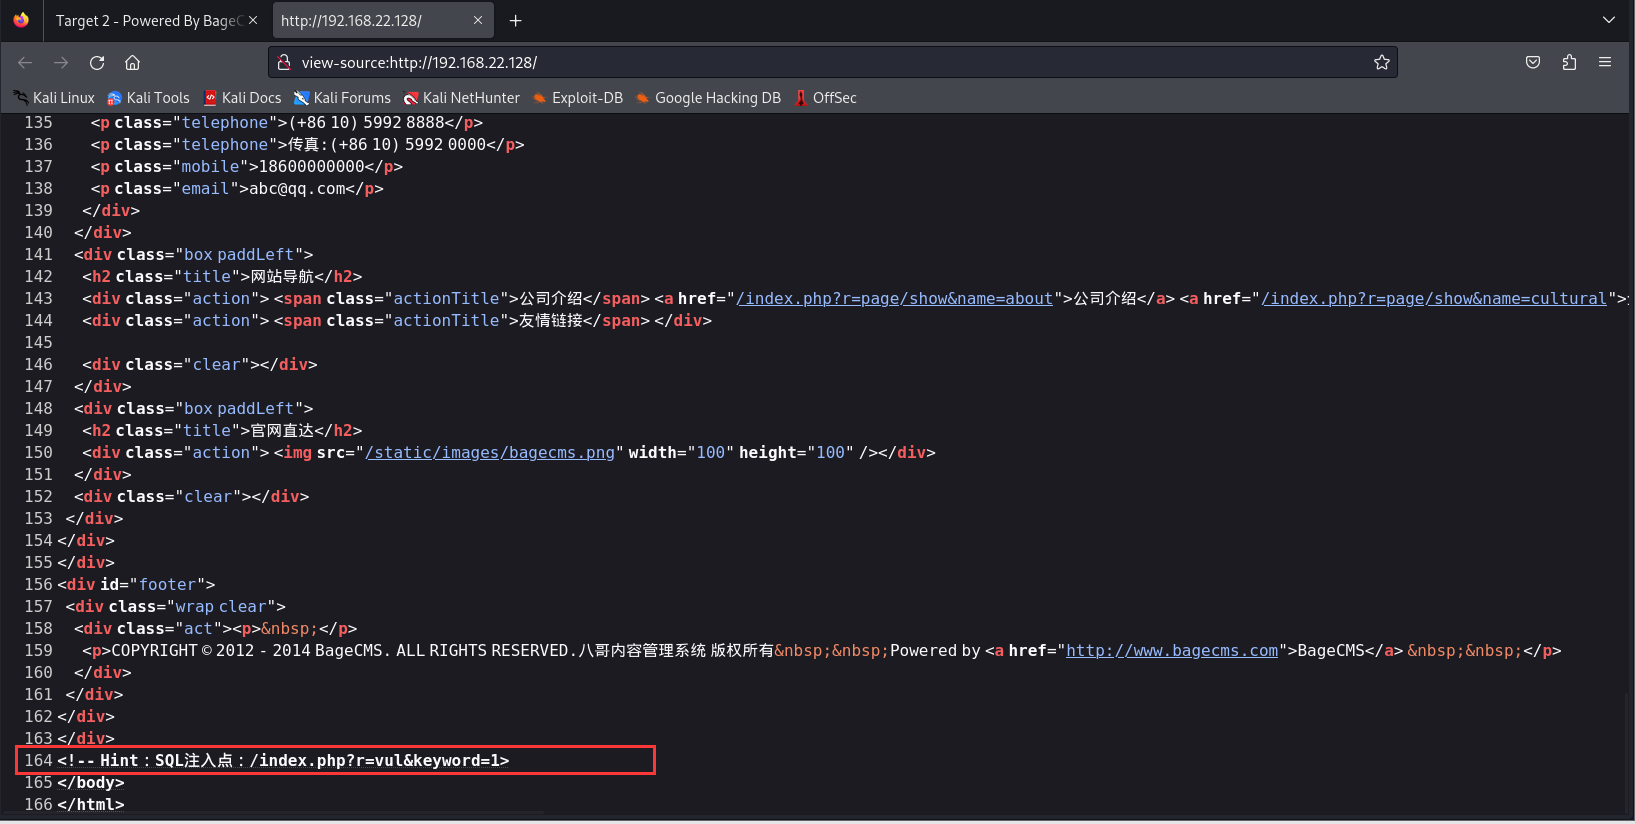 Target 2 - Powered By BageC
http://192.168.22.128/
view-source:http://192.168.22.128/
Kali Linux Kali Tools Kali Docs Kali Forums Kali NetHunter Exploit-DB Google Hacking DB OffSec
135 <p class="telephone">(+86 10) 5992 8888</p>
136 <p class="telephone">传真:(+86 10) 5992 0000</p>
137 <p class="mobile">18600000000</p>
138 <p class="email">abc@qq.com</p>
139 </div>
140 </div>
141 <div class="box paddLeft">
142 <h2 class="title">网站导航</h2>
143 <div class="action"> <span class="actionTitle">公司介绍</span> <a href="/index.php?r=page/show&name=about">公司介绍</a> <a href="/index.php?r=page/show&name=cultural">
144 <div class="action"> <span class="actionTitle">友情链接</span> </div>
145
146 <div class="clear"></div>
147 </div>
148 <div class="box paddLeft">
149 <h2 class="title">官网直达</h2>
150 <div class="action"> <img src="/static/images/bagecms.png" width="100" height="100" /></div>
151 </div>
152 <div class="clear"></div>
153 </div>
154 </div>
155 </div>
156 <div id="footer">
157 <div class="wrap clear">
158 <div class="act"><p>&nbsp;</p>
159 <p>COPYRIGHT © 2012 - 2014 BageCMS. ALL RIGHTS RESERVED.八哥内容管理系统 版权所有&nbsp;&nbsp;Powered by <a href="http://www.bagecms.com">BageCMS</a> &nbsp;&nbsp;</p>
160 </div>
161 </div>
162 </div>
163 </div>
164 <!-- Hint：SQL注入点：/index.php?r=vul&keyword=1>
165 </body>
166 </html>